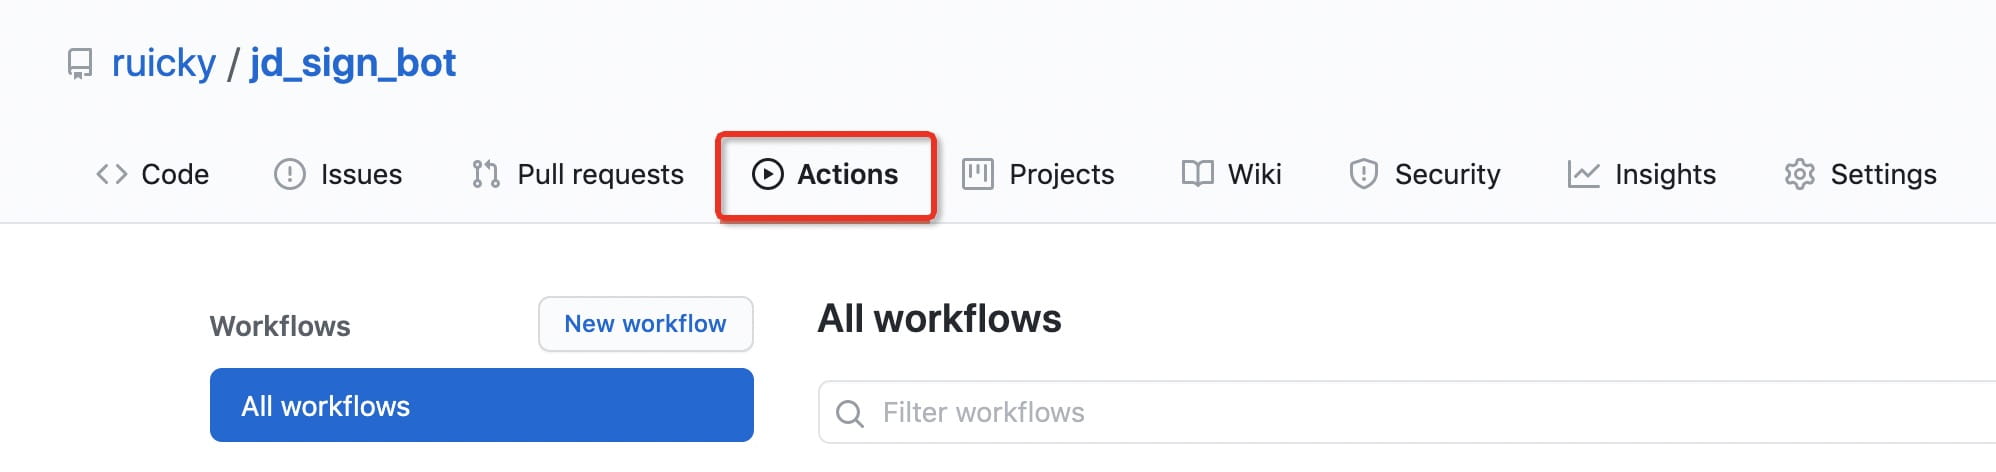 ruicky / jd_sign_bot
Code Issues Pull requests Actions Projects Wiki Security Insights Settings
Workflows New workflow
All workflows
All workflows
Filter workflows